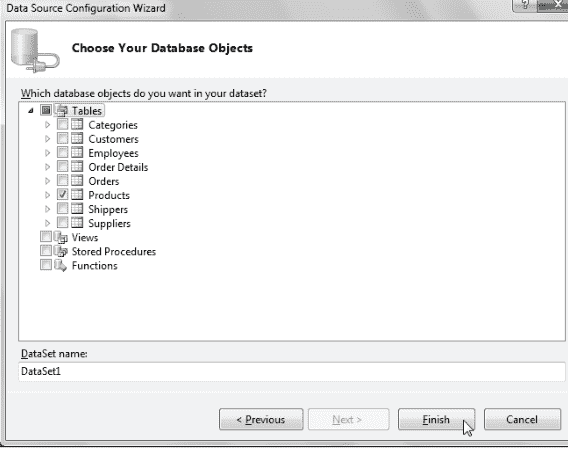 Data Source Configuration Wizard
Choose Your Database Objects
Which database objects do you want in your dataset?
Tables
Categories
Customers
Employees
Order Details
Orders
Products
Shippers
Suppliers
Views
Stored Procedures
Functions
DataSet name:
DataSet1
< Previous Next > Finish Cancel